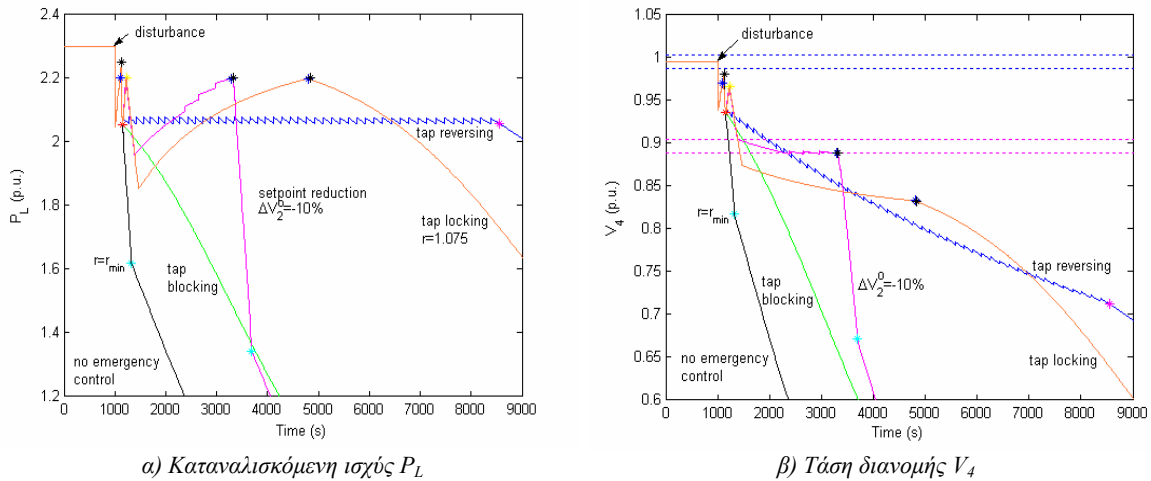 disturbance
2.4
2.2
2
1.8
1.6
1.4
1.2
P_L (p.u.)
tap reversing
setpoint reduction
ΔV_2^o=-10%
tap locking
r=1.075
r=r_min
tap
blocking
no emergency
control
0 1000 2000 3000 4000 5000 6000 7000 8000 9000
Time (s)
α) Καταναλισκόμενη ισχύς P_L
disturbance
1.05
1
0.95
0.9
0.85
0.8
0.75
0.7
0.65
0.6
V_4 (p.u.)
r=r_min
tap reversing
tap
blocking
ΔV_2^0=-10%
tap locking
no emergency
control
0 1000 2000 3000 4000 5000 6000 7000 8000 9000
Time (s)
β) Τάση διανομής V_4